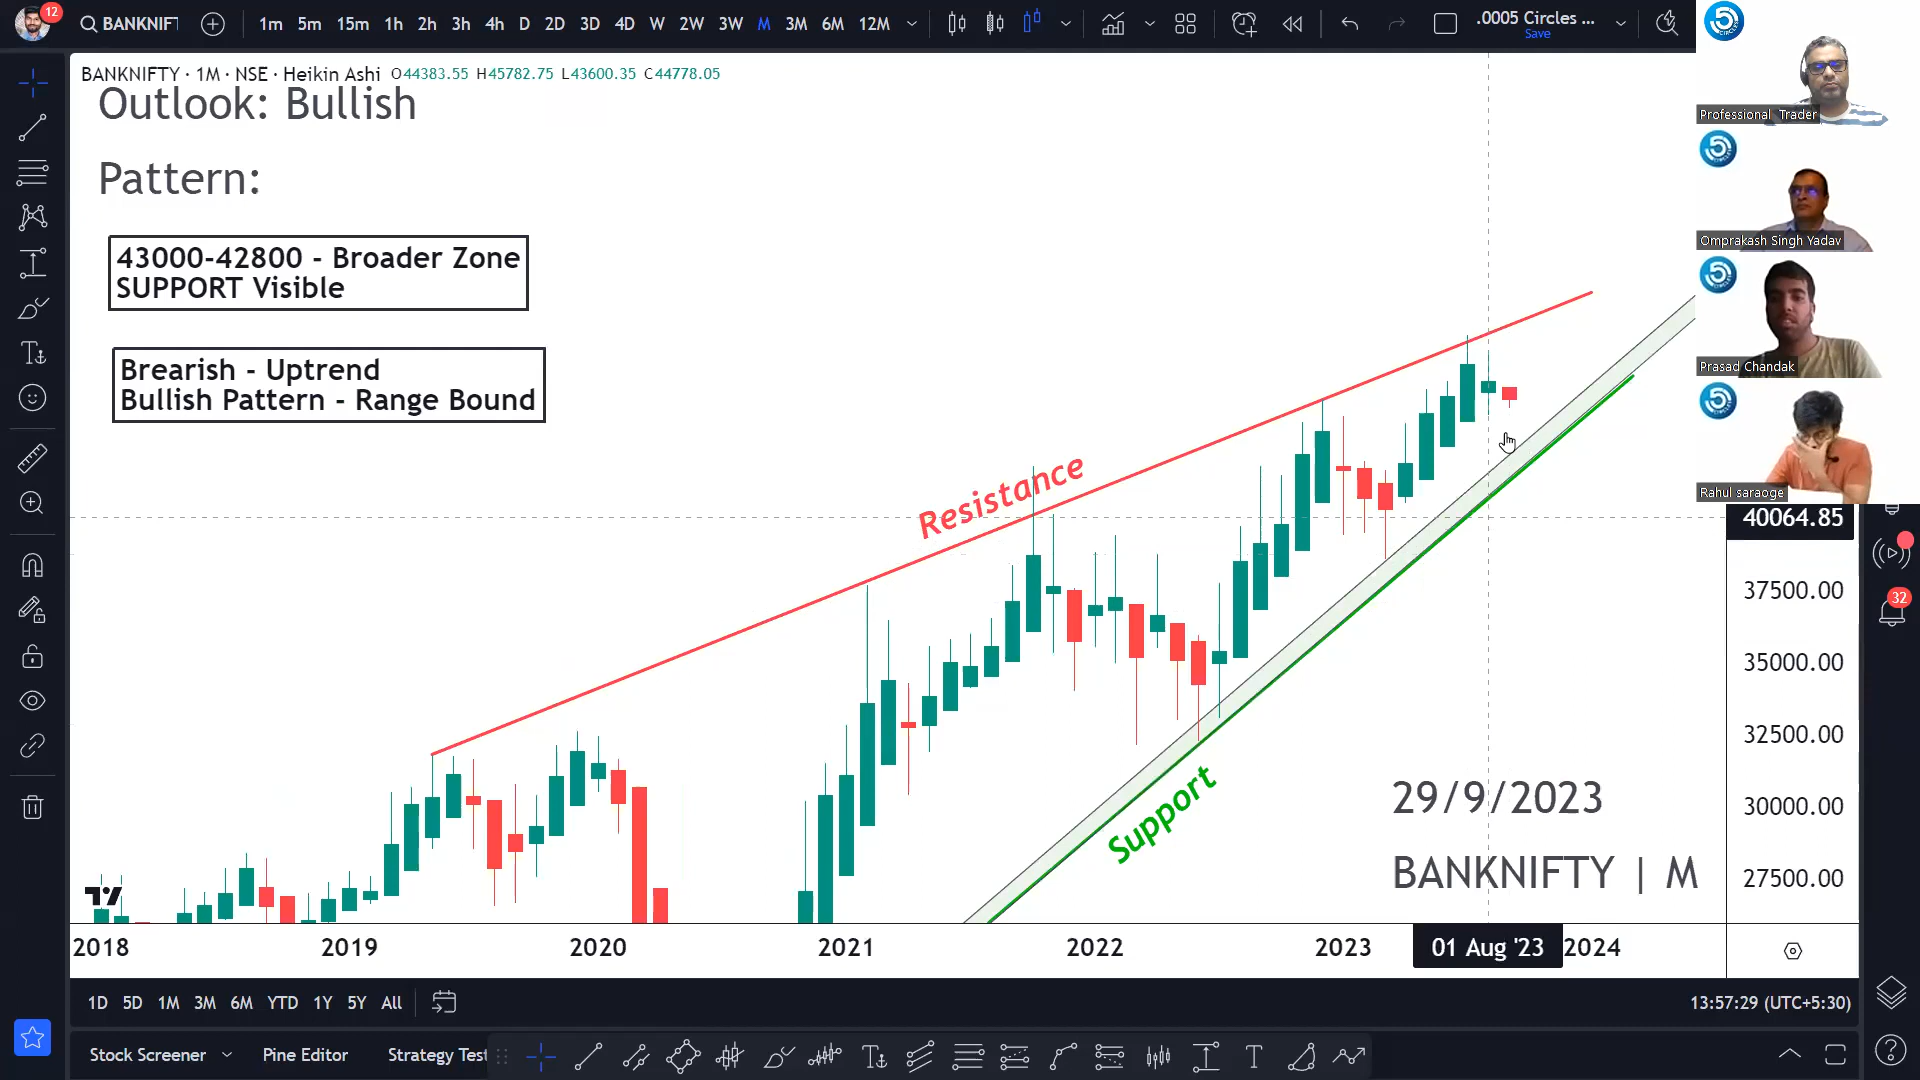 12
BANKNIF
1m 5m 15m 1h 2h 3h 4h D 2D 3D 4D W 2W 3W M 3M 6M 12M
.0005 Circles ...
Save
BANKNIFTY · 1M · NSE · Heikin Ashi O44383.55 H45782.75 L43600.35 C44778.05
Outlook: Bullish
Pattern:
43000-42800 - Broader Zone
SUPPORT Visible
Brearish - Uptrend
Bullish Pattern - Range Bound
Resistance
Support
29/9/2023
BANKNIFTY | M
Professional Trader
Omprakash Singh Yadav
Prasad Chandak
Rahul saraoge
40064.85
37500.00
35000.00
32500.00
30000.00
27500.00
32
2018 2019 2020 2021 2022 2023 01 Aug '23 2024
1D 5D 1M 3M 6M YTD 1Y 5Y All
13:57:29 (UTC+5:30)
Stock Screener Pine Editor Strategy Test